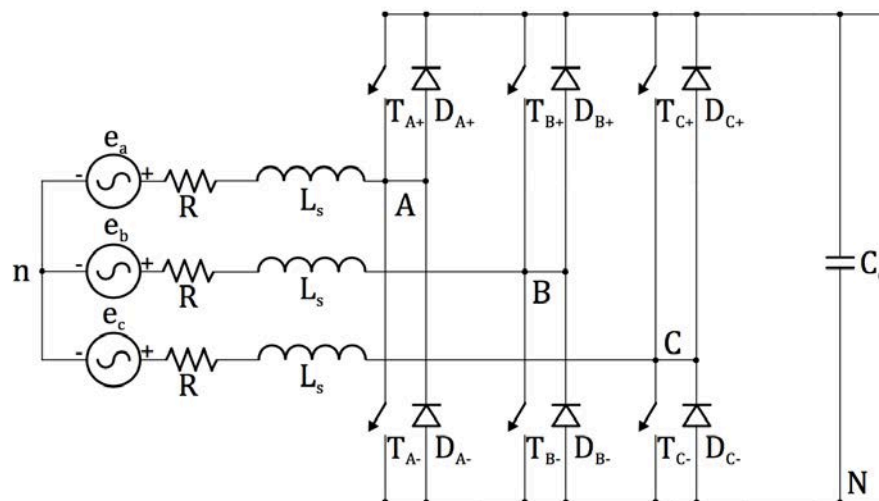 T_A+ D_A+ T_B+ D_B+ T_C+ D_C+
e_a
- +
R L_s A
e_b
n - + R L_s B C
e_c
- + R L_s C
T_A- D_A- T_B- D_B- T_C- D_C-
N